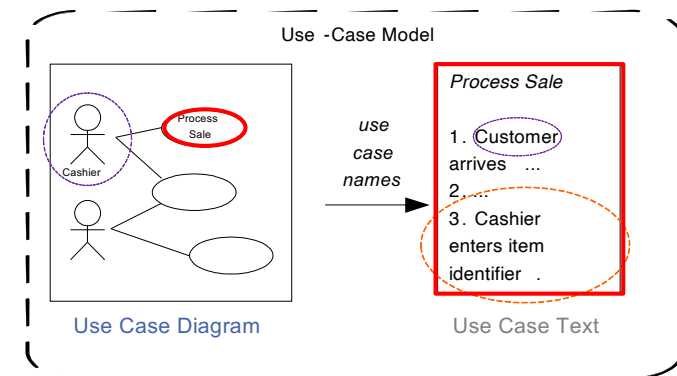 Use -Case Model
Process
Sale
Cashier
Use Case Diagram
use
case
names
Process Sale
1. Customer
arrives ...
2. ...
3. Cashier
enters item
identifier .
Use Case Text